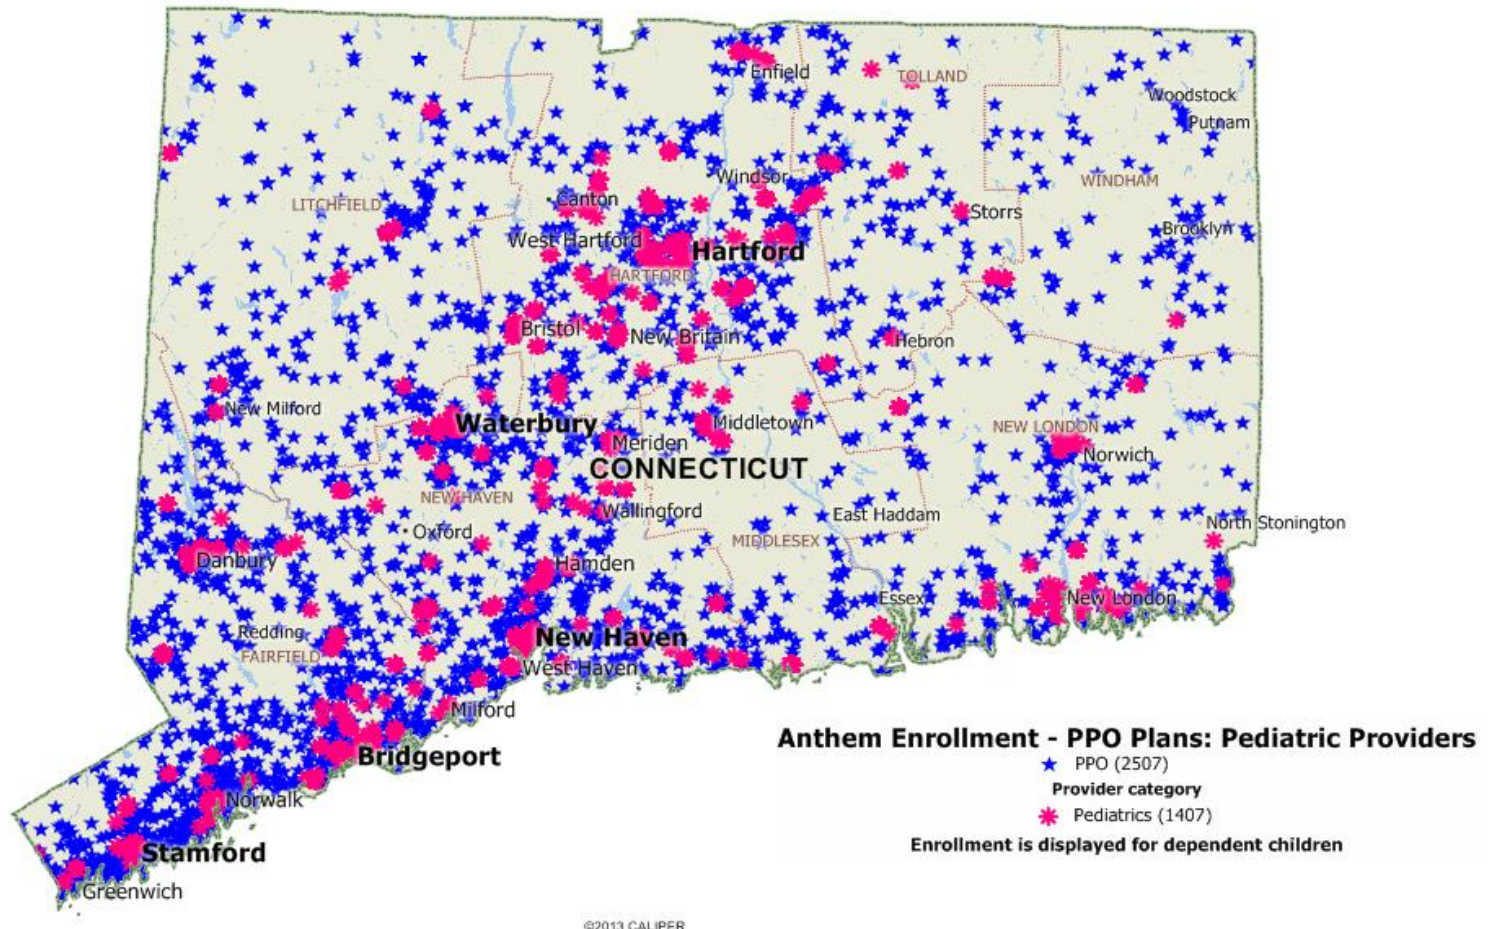 Enfield
TOLLAND
Woodstock
Putnam
Windsor
WINDHAM
Canton
LITCHFIELD
Storrs
Brooklyn
West Hartford
Hartford
HARTFORD
Bristol
New Britain
Hebron
New Milford
Waterbury
Middletown
NEW LONDON
Meriden
Norwich
CONNECTICUT
NEW HAVEN
Wallingford
East Haddam
North Stonington
Oxford
MIDDLESEX
Danbury
Hamden
Essex
New London
Redding
New Haven
FAIRFIELD
West Haven
Milford
Bridgeport
Norwalk
Stamford
Greenwich
Anthem Enrollment - PPO Plans: Pediatric Providers
PPO (2507)
Provider category
Pediatrics (1407)
Enrollment is displayed for dependent children
©2013 CALIPER